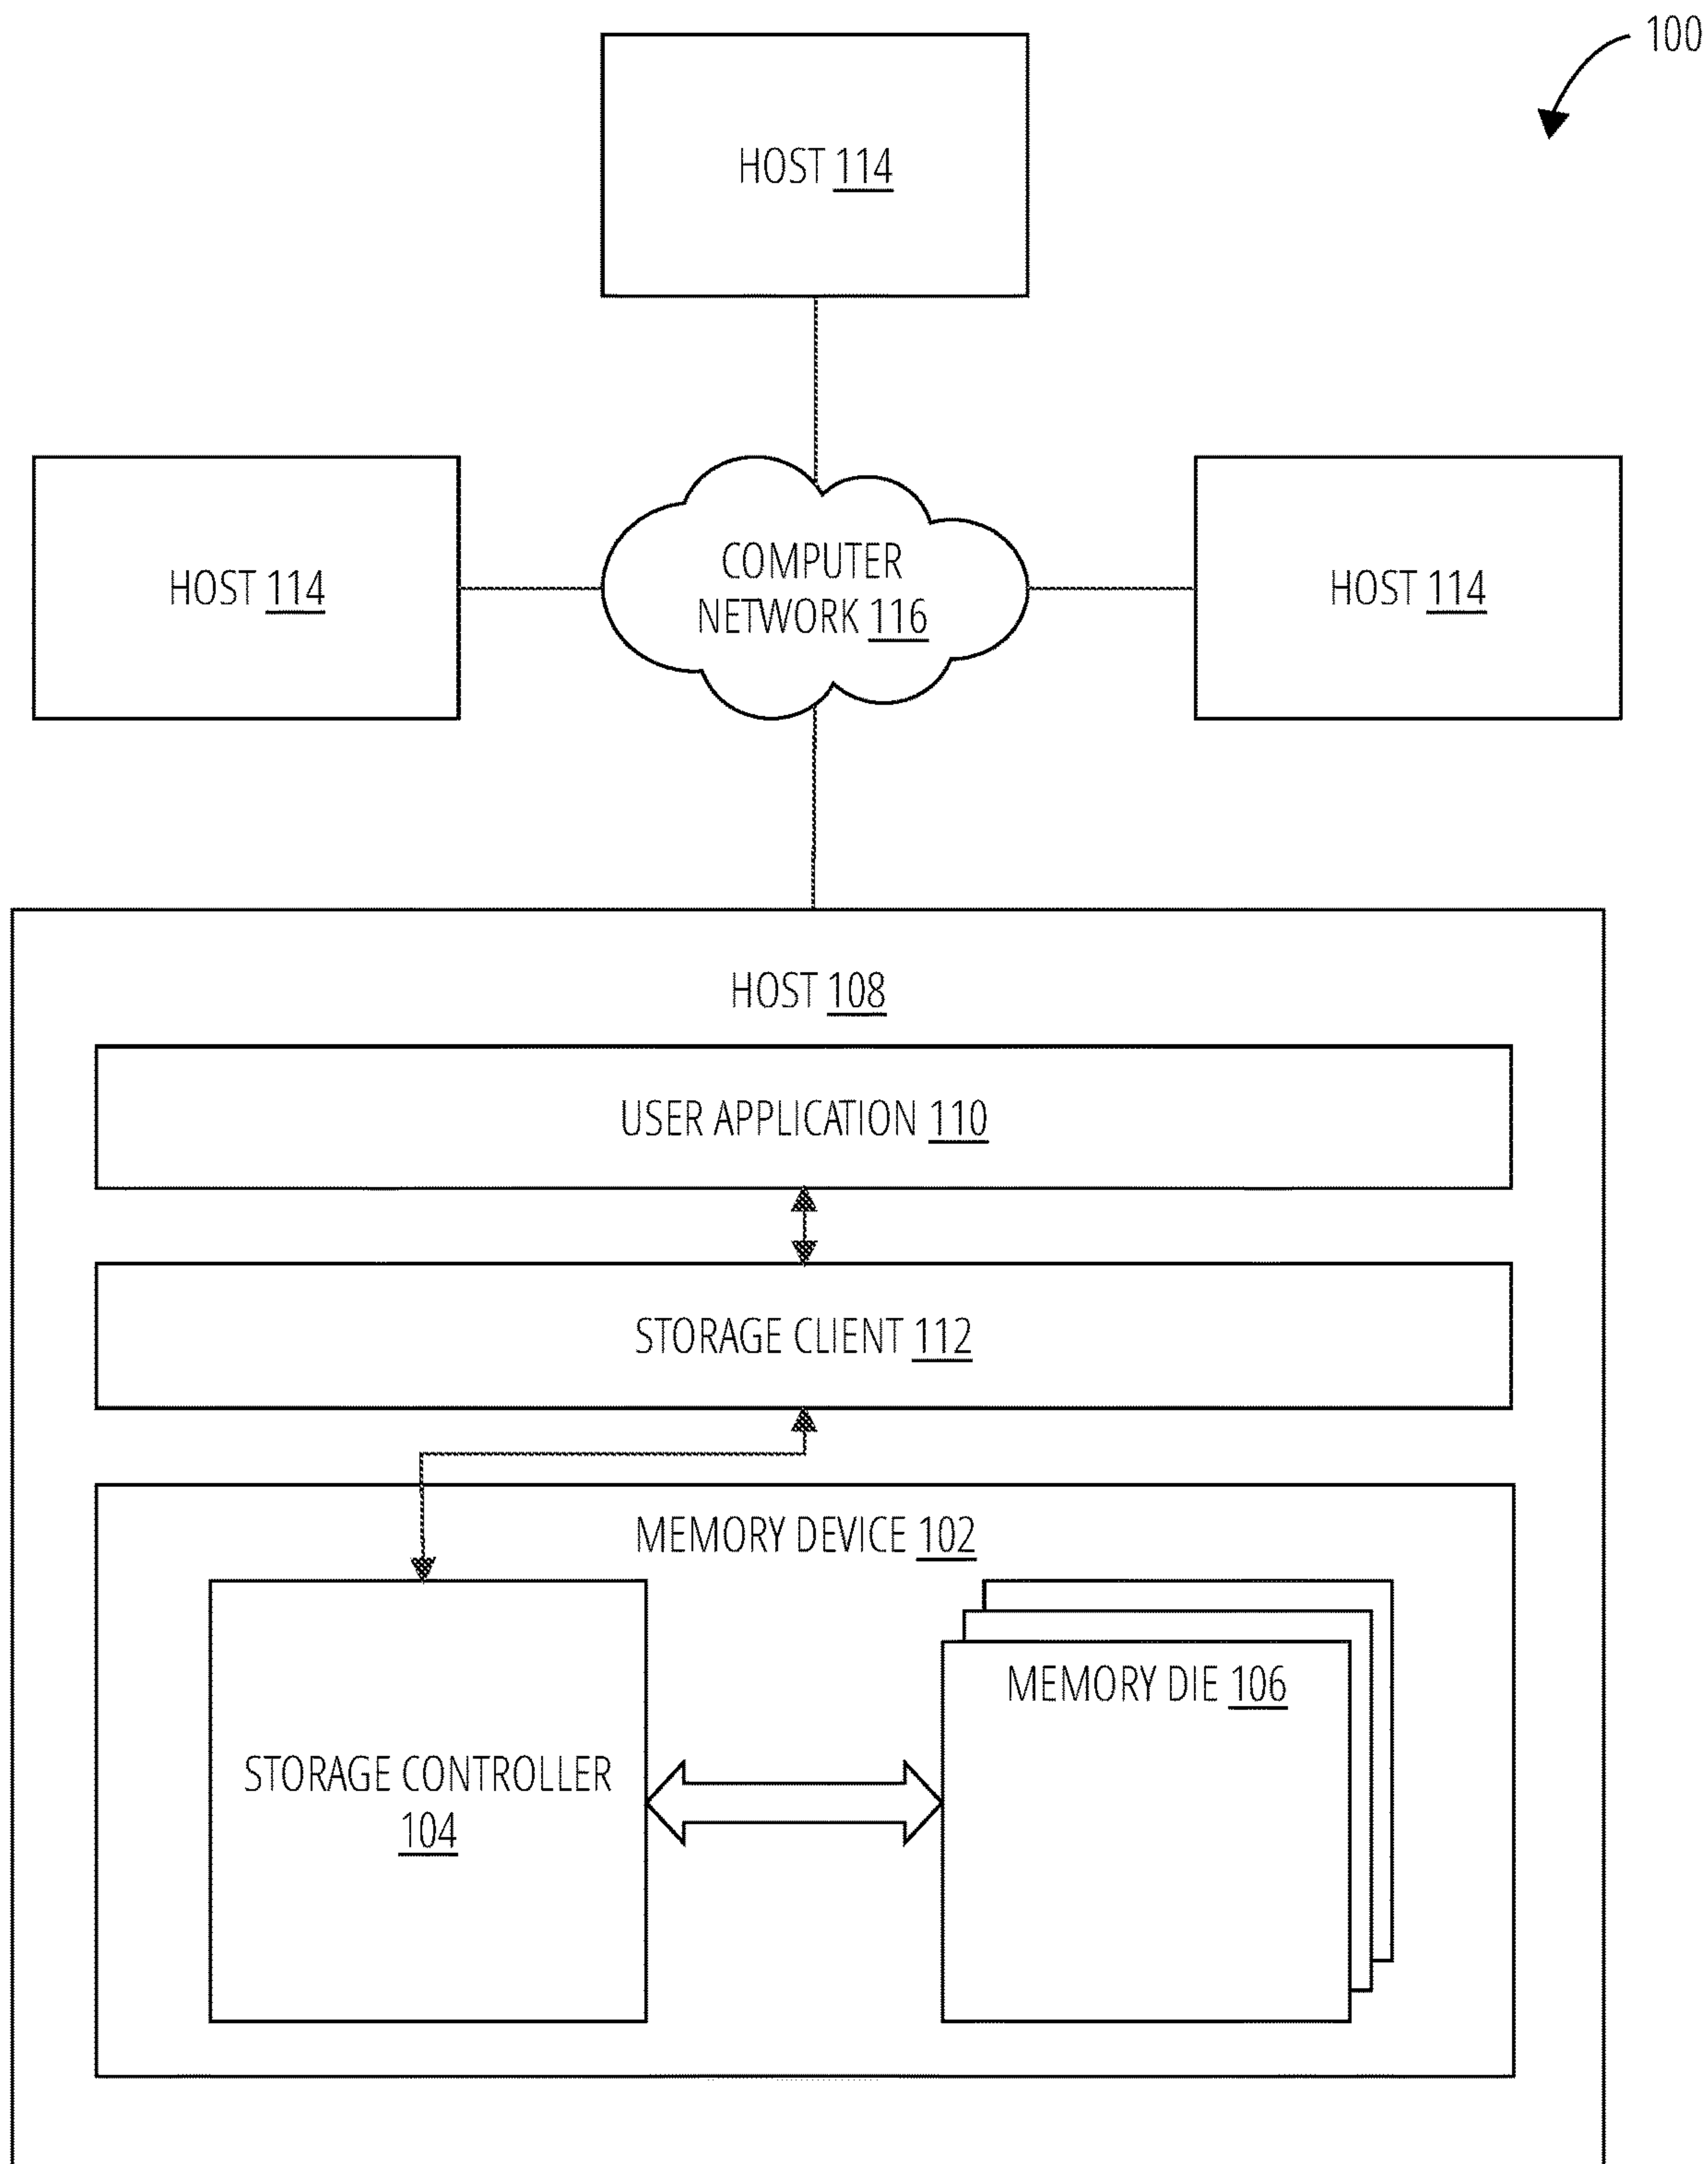 100
HOST 114
HOST 114
COMPUTER
NETWORK 116
HOST 114
HOST 108
USER APPLICATION 110
STORAGE CLIENT 112
MEMORY DEVICE 102
STORAGE CONTROLLER
104
MEMORY DIE 106